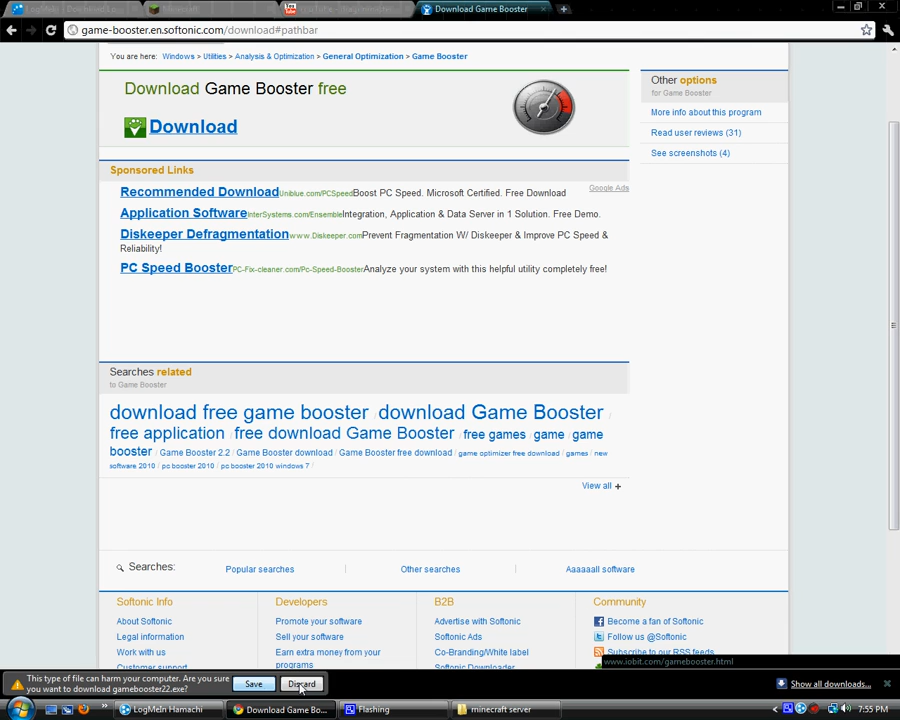 Download Game Booster
game-booster.en.softonic.com/download#pathbar
You are here: Windows > Utilities > Analysis & Optimization > General Optimization > Game Booster
Download Game Booster free
Download
Other options
for Game Booster
More info about this program
Read user reviews (31)
See screenshots (4)
Sponsored Links
Google Ads
Recommended Download Uniblue.com/PCSpeed Boost PC Speed. Microsoft Certified. Free Download
Application Software InterSystems.com/Ensemble Integration, Application & Data Server in 1 Solution. Free Demo.
Diskeeper Defragmentation www.Diskeeper.com Prevent Fragmentation W/ Diskeeper & Improve PC Speed &
Reliability!
PC Speed Booster PC-Fix-cleaner.com/Pc-Speed-Booster Analyze your system with this helpful utility completely free!
Searches related
to Game Booster
download free game booster / download Game Booster /
free application / free download Game Booster / free games / game / game
booster / Game Booster 2.2 / Game Booster download / Game Booster free download / game optimizer free download / games / new
software 2010 / pc booster 2010 / pc booster 2010 windows 7 /
View all +
Searches: Popular searches | Other searches | Aaaaaall software
Softonic Info
About Softonic
Legal information
Work with us
Customer support
Developers
Promote your software
Sell your software
Earn extra money from your
programs
B2B
Advertise with Softonic
Softonic Ads
Co-Branding/White label
Softonic Downloader
Community
Become a fan of Softonic
Follow us @Softonic
Subscribe to our RSS feeds
www.iobit.com/gamebooster.html
This type of file can harm your computer. Are you sure
you want to download gamebooster22.exe?
Save
Discard
Show all downloads...
LogMeIn Hamachi
Download Game Bo...
Flashing
minecraft server
7:55 PM